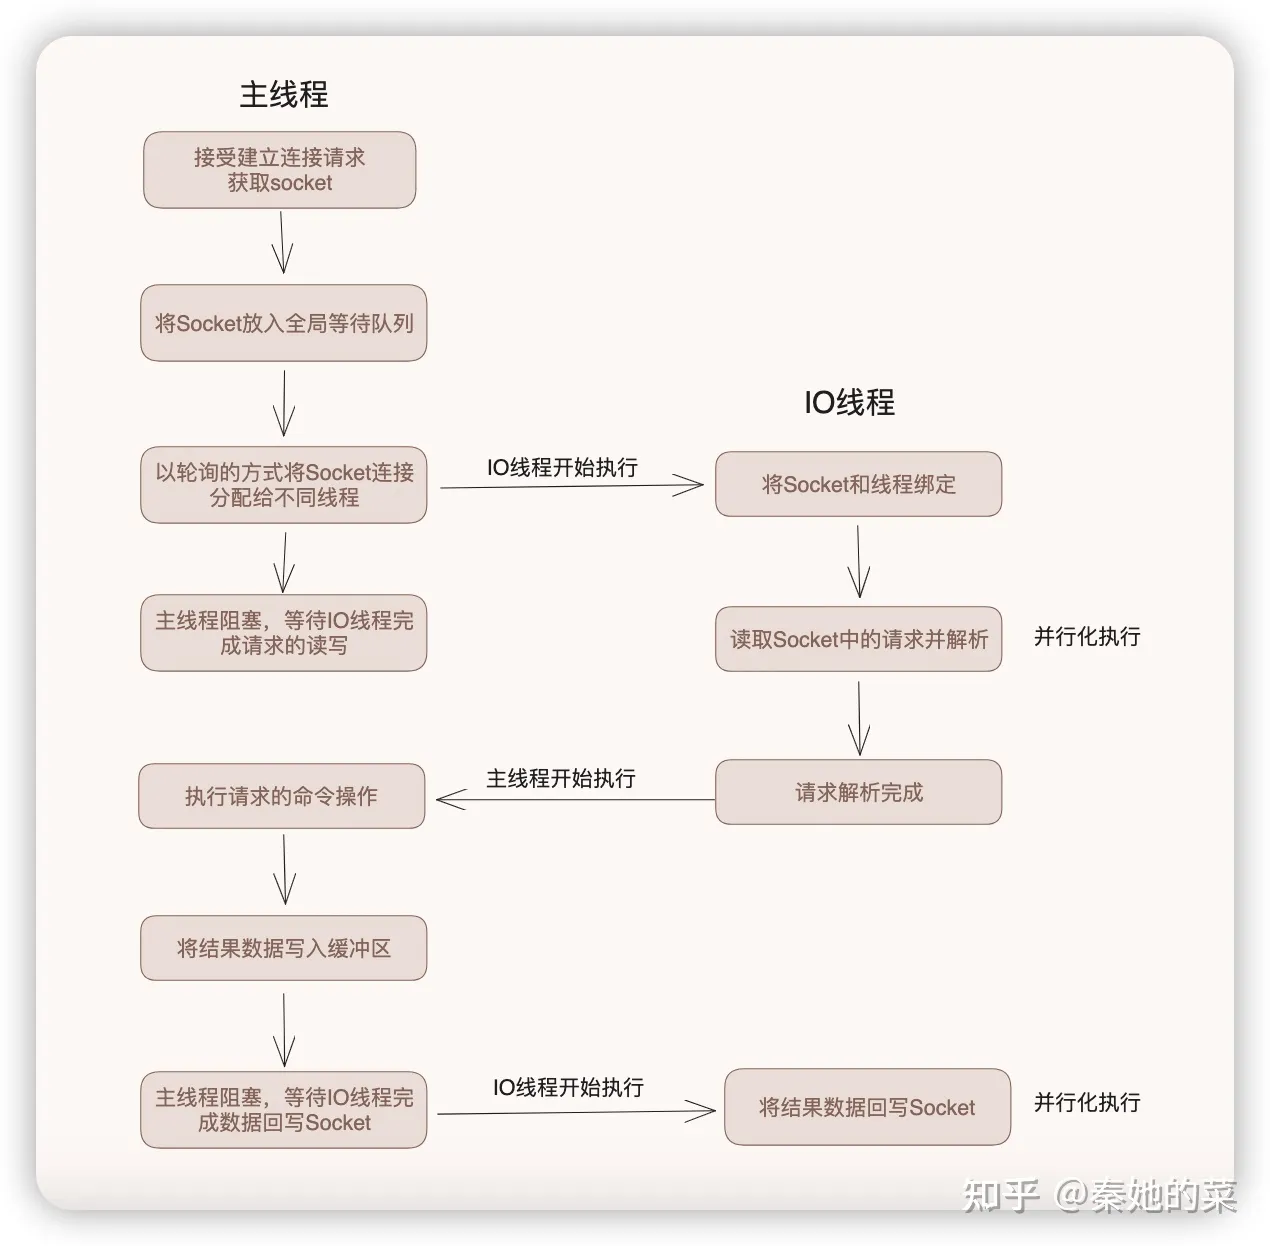 主线程
接受建立连接请求
获取socket
将Socket放入全局等待队列
IO线程
以轮询的方式将Socket连接
分配给不同线程
IO线程开始执行
将Socket和线程绑定
主线程阻塞，等待IO线程完
成请求的读写
读取Socket中的请求并解析
并行化执行
执行请求的命令操作
主线程开始执行
请求解析完成
将结果数据写入缓冲区
主线程阻塞，等待IO线程完
成数据回写Socket
IO线程开始执行
将结果数据回写Socket
并行化执行
知乎 @秦她的菜